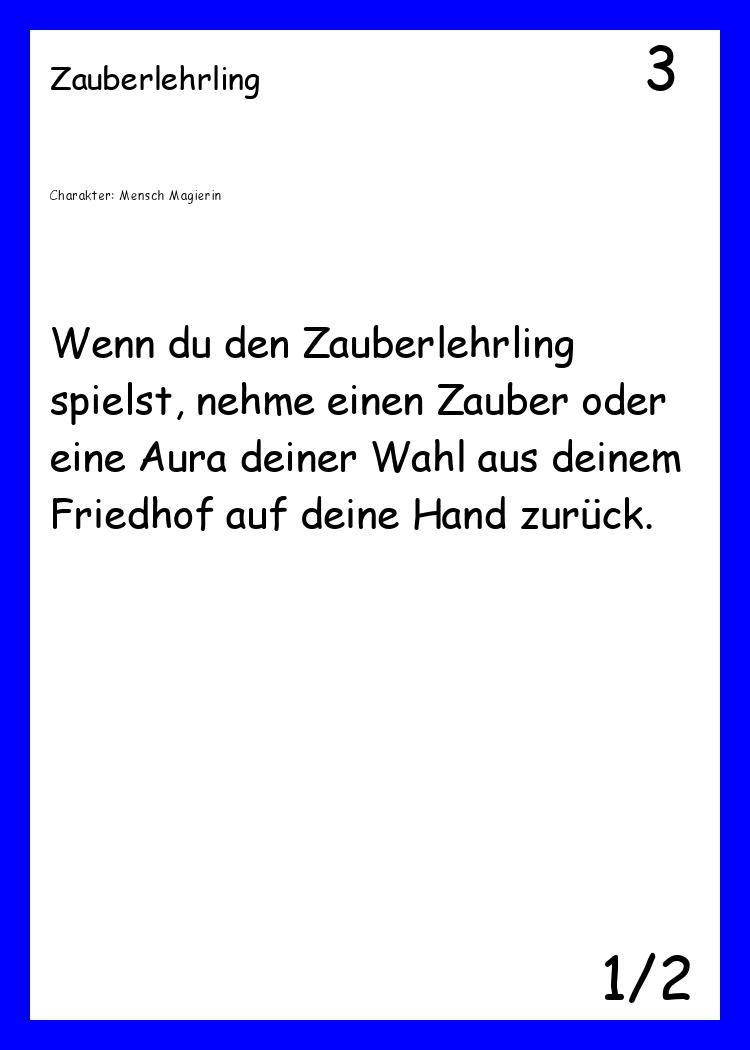 Zauberlehrling
3
Charakter: Mensch Magierin
Wenn du den Zauberlehrling
spielst, nehme einen Zauber oder
eine Aura deiner Wahl aus deinem
Friedhof auf deine Hand zurück.
1/2